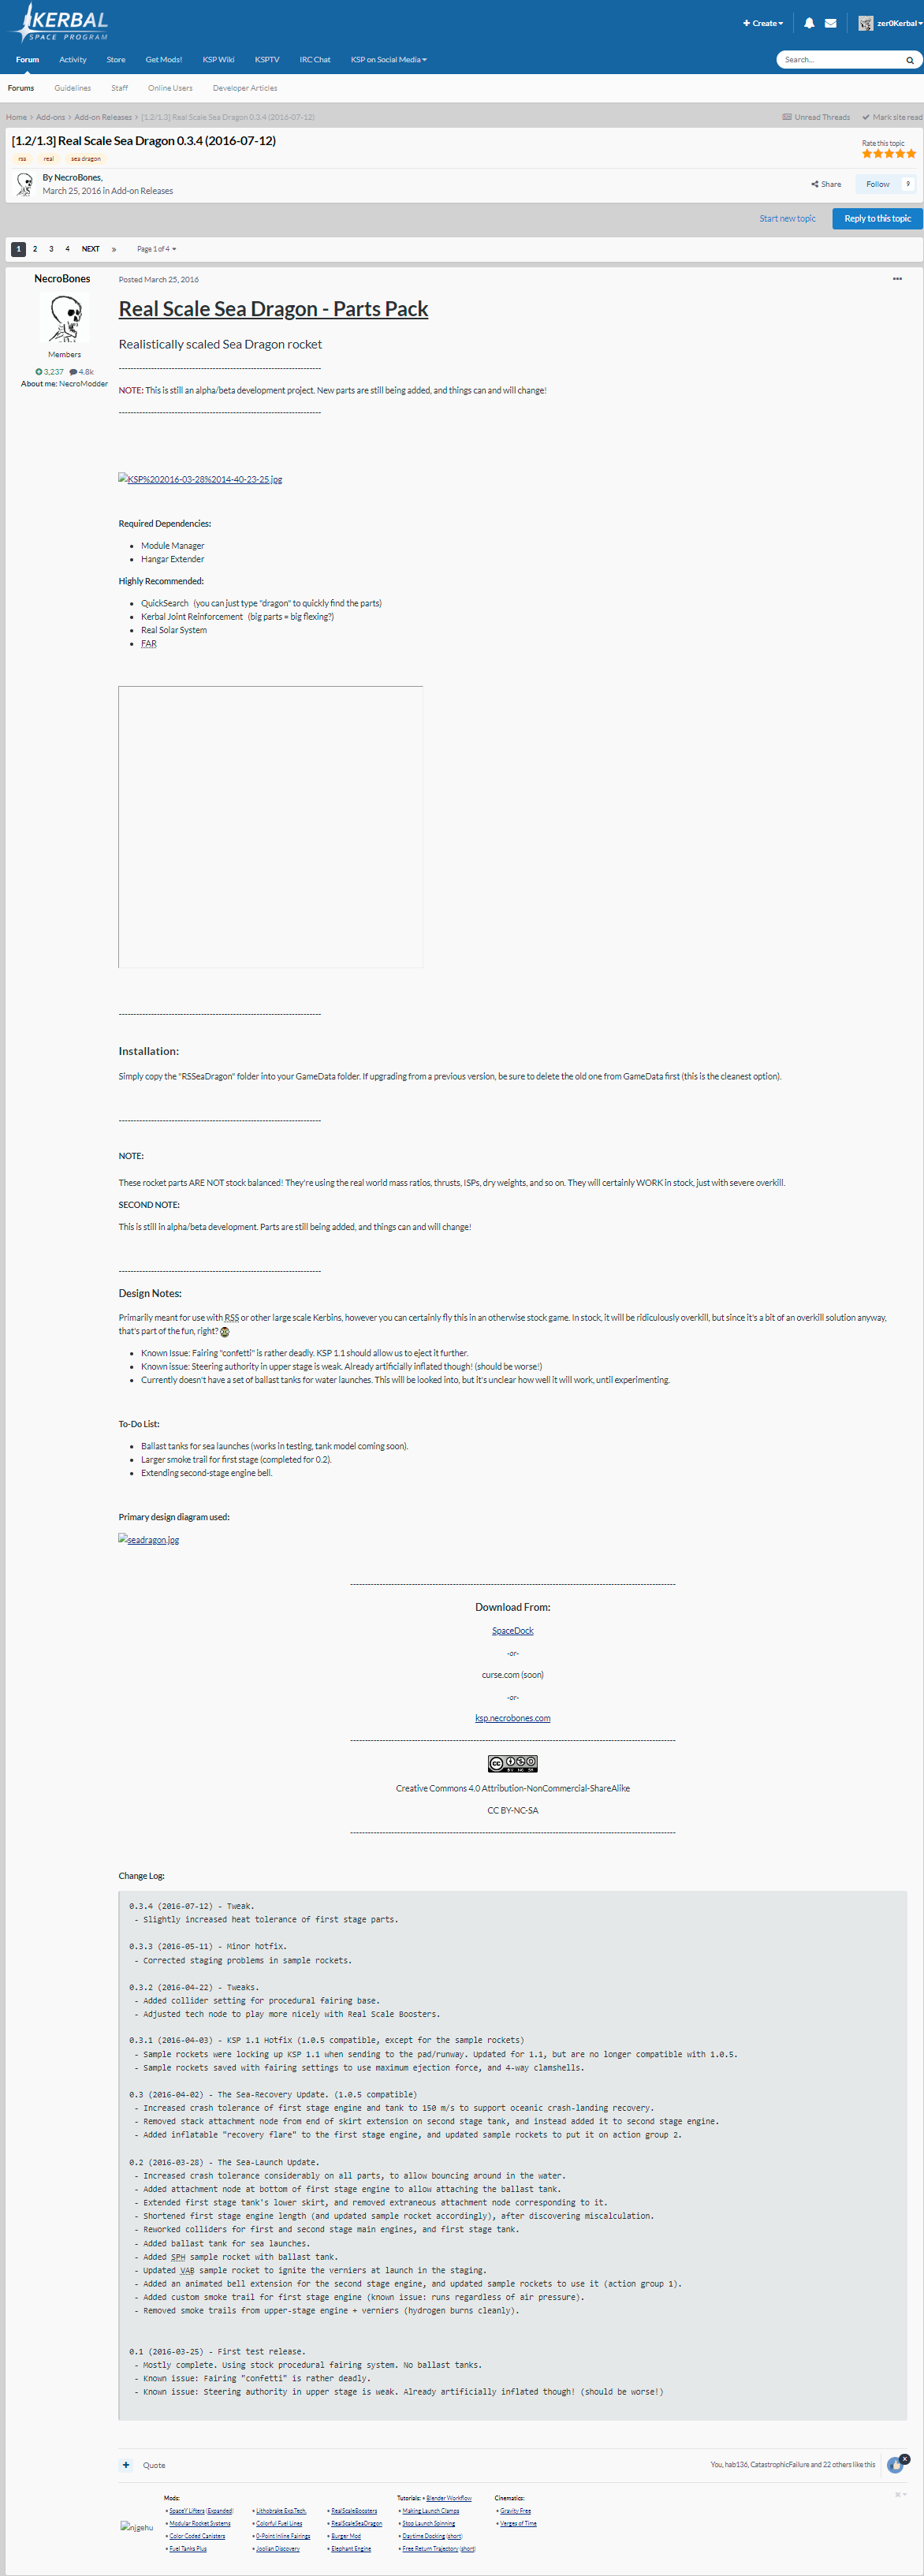 KERBAL
SPACE PROGRAM
Create
zer0Kerbal
Forum Activity Store Get Mods! KSP Wiki KSPTV IRC Chat KSP on Social Media
Search...
Forums Guidelines Staff Online Users Developer Articles
Home > Add-ons > Add-on Releases > [1.2/1.3] Real Scale Sea Dragon 0.3.4 (2016-07-12)
Unread Threads Mark site read
[1.2/1.3] Real Scale Sea Dragon 0.3.4 (2016-07-12)
rss real sea dragon
Rate this topic
By NecroBones,
March 25, 2016 in Add-on Releases
Share Follow 9
Start new topic Reply to this topic
1 2 3 4 NEXT » Page 1 of 4
NecroBones
Members
3,237 4.8k
About me: NecroModder
Posted March 25, 2016
Real Scale Sea Dragon - Parts Pack
Realistically scaled Sea Dragon rocket
----------------------------------------------------------------------
NOTE: This is still an alpha/beta development project. New parts are still being added, and things can and will change!
----------------------------------------------------------------------
KSP%202016-03-28%2014-40-23-25.jpg
Required Dependencies:
Module Manager
Hangar Extender
Highly Recommended:
QuickSearch (you can just type "dragon" to quickly find the parts)
Kerbal Joint Reinforcement (big parts = big flexing?)
Real Solar System
FAR
----------------------------------------------------------------------
Installation:
Simply copy the "RSSeaDragon" folder into your GameData folder. If upgrading from a previous version, be sure to delete the old one from GameData first (this is the cleanest option).
----------------------------------------------------------------------
NOTE:
These rocket parts ARE NOT stock balanced! They're using the real world mass ratios, thrusts, ISPs, dry weights, and so on. They will certainly WORK in stock, just with severe overkill.
SECOND NOTE:
This is still in alpha/beta development. Parts are still being added, and things can and will change!
----------------------------------------------------------------------
Design Notes:
Primarily meant for use with RSS or other large scale Kerbins, however you can certainly fly this in an otherwise stock game. In stock, it will be ridiculously overkill, but since it's a bit of an overkill solution anyway,
that's part of the fun, right?
Known Issue: Fairing "confetti" is rather deadly. KSP 1.1 should allow us to eject it further.
Known issue: Steering authority in upper stage is weak. Already artificially inflated though! (should be worse!)
Currently doesn't have a set of ballast tanks for water launches. This will be looked into, but it's unclear how well it will work, until experimenting.
To-Do List:
Ballast tanks for sea launches (works in testing, tank model coming soon).
Larger smoke trail for first stage (completed for 0.2).
Extending second-stage engine bell.
Primary design diagram used:
seadragon.jpg
----------------------------------------------------------------------
Download From:
SpaceDock
-or-
curse.com (soon)
-or-
ksp.necrobones.com
----------------------------------------------------------------------
CC BY NC SA
Creative Commons 4.0 Attribution-NonCommercial-ShareAlike
CC BY-NC-SA
----------------------------------------------------------------------
Change Log:
0.3.4 (2016-07-12) - Tweak.
- Slightly increased heat tolerance of first stage parts.
0.3.3 (2016-05-11) - Minor hotfix.
- Corrected staging problems in sample rockets.
0.3.2 (2016-04-22) - Tweaks.
- Added collider setting for procedural fairing base.
- Adjusted tech node to play more nicely with Real Scale Boosters.
0.3.1 (2016-04-03) - KSP 1.1 Hotfix (1.0.5 compatible, except for the sample rockets)
- Sample rockets were locking up KSP 1.1 when sending to the pad/runway. Updated for 1.1, but are no longer compatible with 1.0.5.
- Sample rockets saved with fairing settings to use maximum ejection force, and 4-way clamshells.
0.3 (2016-04-02) - The Sea-Recovery Update. (1.0.5 compatible)
- Increased crash tolerance of first stage engine and tank to 150 m/s to support oceanic crash-landing recovery.
- Removed stack attachment node from end of skirt extension on second stage tank, and instead added it to second stage engine.
- Added inflatable "recovery flare" to the first stage engine, and updated sample rockets to put it on action group 2.
0.2 (2016-03-28) - The Sea-Launch Update.
- Increased crash tolerance considerably on all parts, to allow bouncing around in the water.
- Added attachment node at bottom of first stage engine to allow attaching the ballast tank.
- Extended first stage tank's lower skirt, and removed extraneous attachment node corresponding to it.
- Shortened first stage engine length (and updated sample rocket accordingly), after discovering miscalculation.
- Reworked colliders for first and second stage main engines, and first stage tank.
- Added ballast tank for sea launches.
- Added SPH sample rocket with ballast tank.
- Updated VAB sample rocket to ignite the verniers at launch in the staging.
- Added an animated bell extension for the second stage engine, and updated sample rockets to use it (action group 1).
- Added custom smoke trail for first stage engine (known issue: runs regardless of air pressure).
- Removed smoke trails from upper-stage engine + verniers (hydrogen burns cleanly).
0.1 (2016-03-25) - First test release.
- Mostly complete. Using stock procedural fairing system. No ballast tanks.
- Known issue: Fairing "confetti" is rather deadly.
- Known issue: Steering authority in upper stage is weak. Already artificially inflated though! (should be worse!)
Quote
You, hab136, CatastrophicFailure and 22 others like this
njgehu
Mods: Tutorials: • Blender Workflow Cinematics:
• SpaceY Lifters (Expanded) • Lithobrake Exp.Tech. • RealScaleBoosters • Making Launch Clamps • Gravity Free
• Modular Rocket Systems • Colorful Fuel Lines • RealScaleSeaDragon • Stop Launch Spinning • Verges of Time
• Color Coded Canisters • 0-Point Inline Fairings • Burger Mod • Daytime Docking (short)
• Fuel Tanks Plus • Joolian Discovery • Elephant Engine • Free Return Trajectory (short)